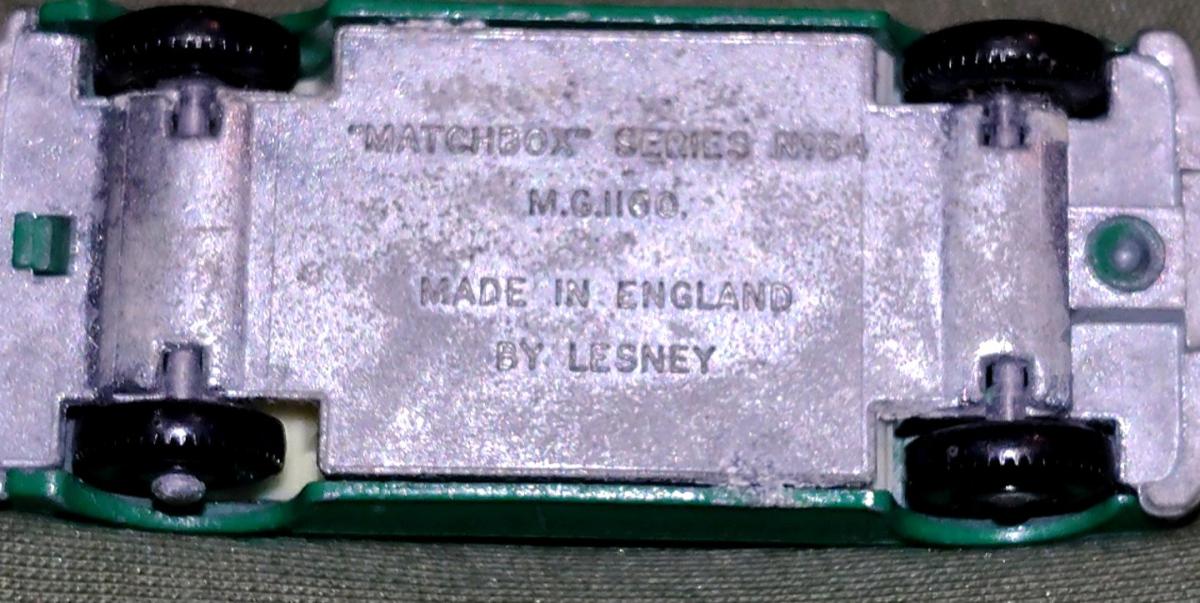 "MATCHBOX" SERIES Nº64
M.G.1100.
MADE IN ENGLAND
BY LESNEY